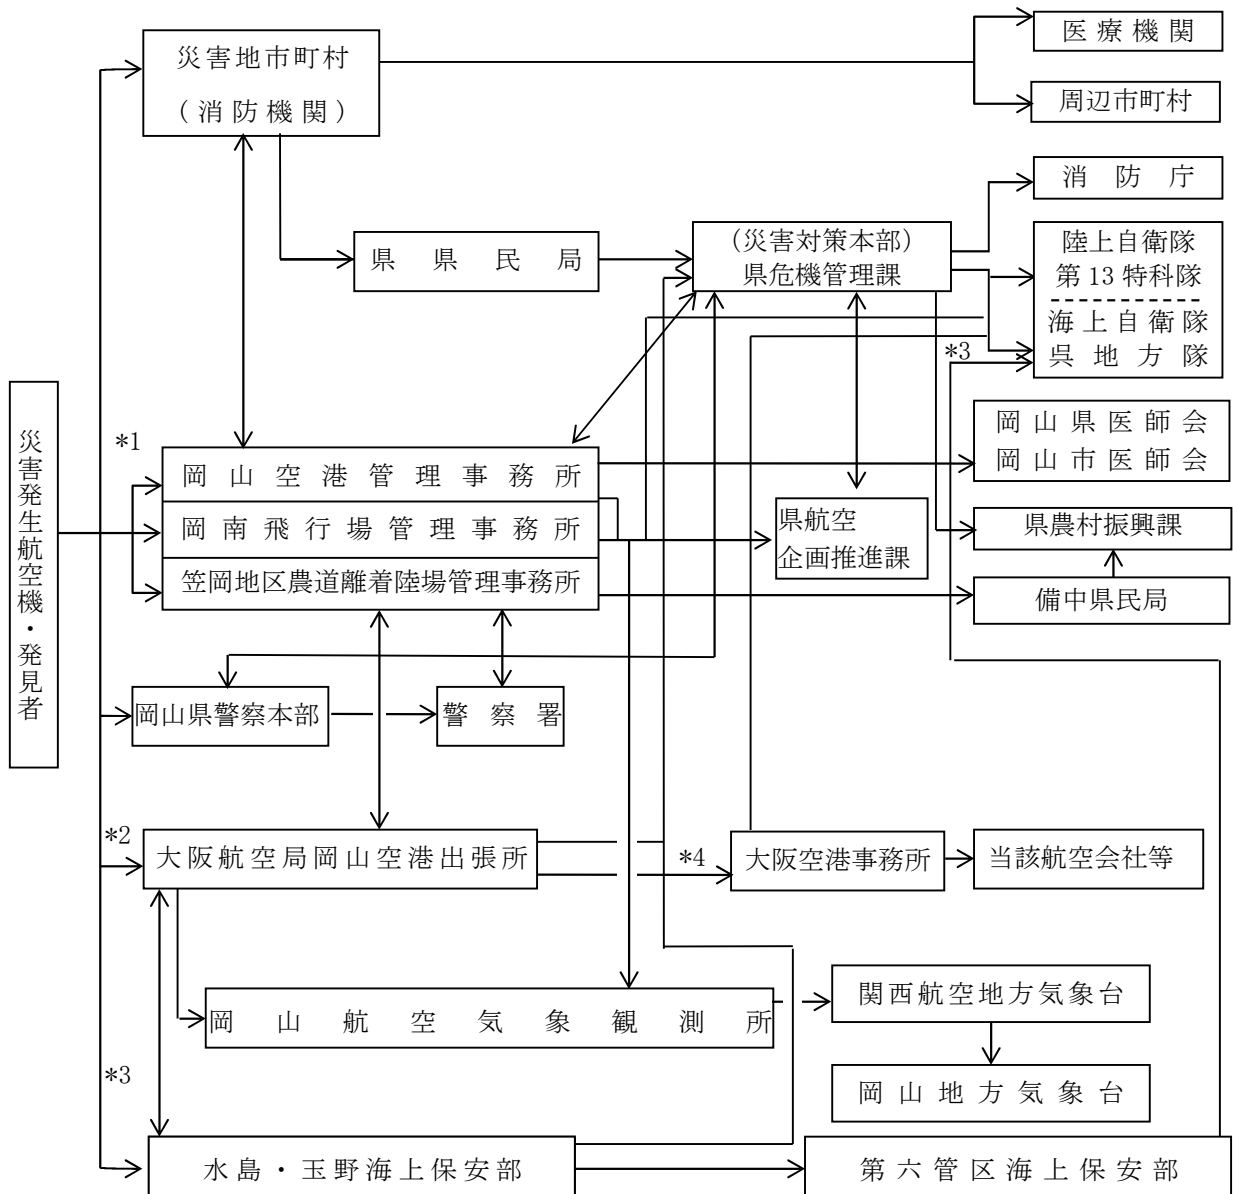 災害地市町村
(消防機関)
医療機関
周辺市町村
消防庁
県県民局
(災害対策本部)
県危機管理課
陸上自衛隊
第13特科隊
海上自衛隊
呉地方隊
*3
災害発生航空機・発見者
*1
岡山空港管理事務所
岡南飛行場管理事務所
笠岡地区農道離着陸場管理事務所
岡山県医師会
岡山市医師会
県航空
企画推進課
県農村振興課
備中県民局
岡山県警察本部
警察署
*2
大阪航空局岡山空港出張所
*4
大阪空港事務所
当該航空会社等
岡山航空気象観測所
関西航空地方気象台
岡山地方気象台
*3
水島・玉野海上保安部
第六管区海上保安部